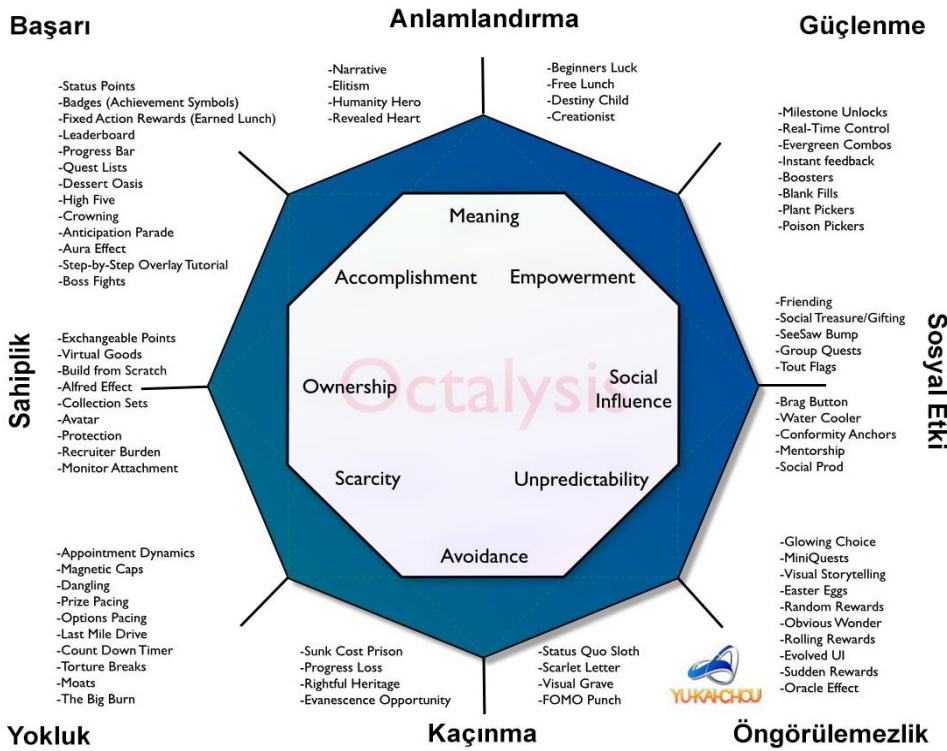 Başarı
Anlamlandırma
Güçlenme
-Status Points
-Badges (Achievement Symbols)
-Fixed Action Rewards (Earned Lunch)
-Leaderboard
-Progress Bar
-Quest Lists
-Dessert Oasis
-High Five
-Crowning
-Anticipation Parade
-Aura Effect
-Step-by-Step Overlay Tutorial
-Boss Fights
-Narrative
-Elitism
-Humanity Hero
-Revealed Heart
-Beginners Luck
-Free Lunch
-Destiny Child
-Creationist
-Milestone Unlocks
-Real-Time Control
-Evergreen Combos
-Instant feedback
-Boosters
-Blank Fills
-Plant Pickers
-Poison Pickers
Meaning
Accomplishment
Empowerment
Sahiplik
-Exchangeable Points
-Virtual Goods
-Build from Scratch
-Alfred Effect
-Collection Sets
-Avatar
-Protection
-Recruiter Burden
-Monitor Attachment
Ownership
Octalysis
Social
Influence
-Friending
-Social Treasure/Gifting
-SeeSaw Bump
-Group Quests
-Tout Flags
-Brag Button
-Water Cooler
-Conformity Anchors
-Mentorship
-Social Prod
Sosyal Etki
Scarcity
Unpredictability
Avoidance
-Appointment Dynamics
-Magnetic Caps
-Dangling
-Prize Pacing
-Options Pacing
-Last Mile Drive
-Count Down Timer
-Torture Breaks
-Moats
-The Big Burn
-Sunk Cost Prison
-Progress Loss
-Rightful Heritage
-Evanescence Opportunity
-Status Quo Sloth
-Scarlet Letter
-Visual Grave
-FOMO Punch
YU-KAI-CHOU
-Glowing Choice
-MiniQuests
-Visual Storytelling
-Easter Eggs
-Random Rewards
-Obvious Wonder
-Rolling Rewards
-Evolved UI
-Sudden Rewards
-Oracle Effect
Yokluk
Kaçınma
Öngörülemezlik